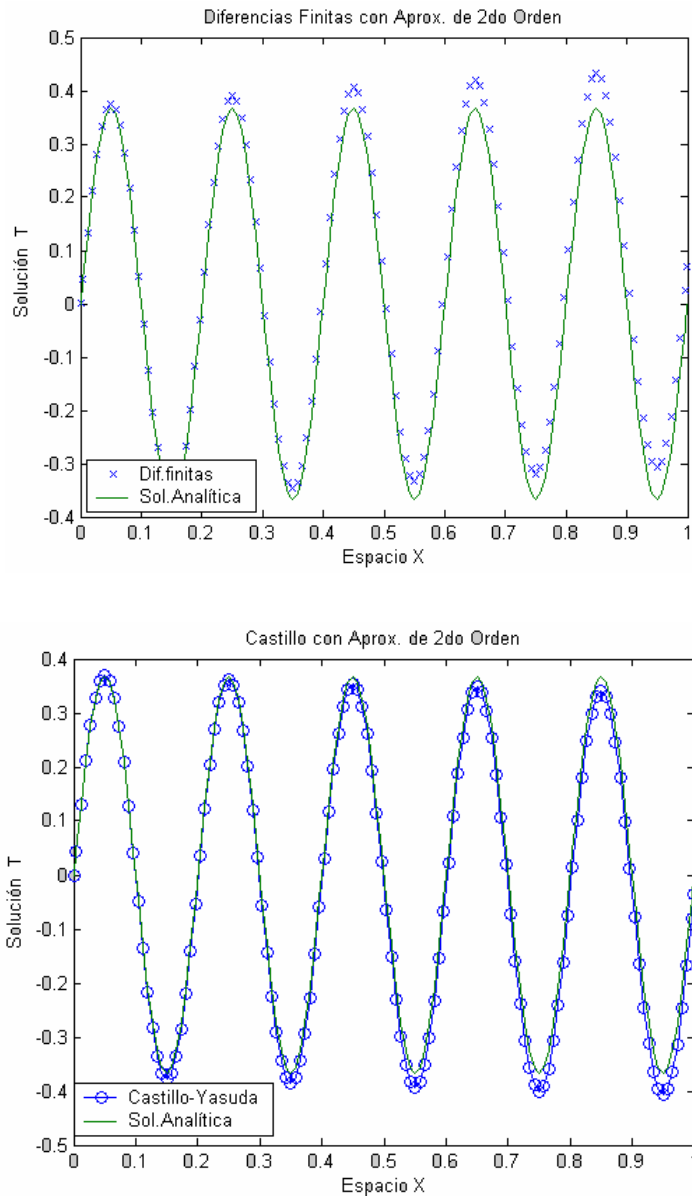 Diferencias Finitas con Aprox. de 2do Orden
0.5
0.4
0.3
0.2
0.1
0
-0.1
-0.2
-0.3
-0.4
Solución T
Dif.finitas
Sol.Analítica
0 0.1 0.2 0.3 0.4 0.5 0.6 0.7 0.8 0.9 1
Espacio X
Castillo con Aprox. de 2do Orden
0.4
0.3
0.2
0.1
0
-0.1
-0.2
-0.3
-0.4
-0.5
Solución T
Castillo-Yasuda
Sol.Analítica
0 0.1 0.2 0.3 0.4 0.5 0.6 0.7 0.8 0.9 1
Espacio X